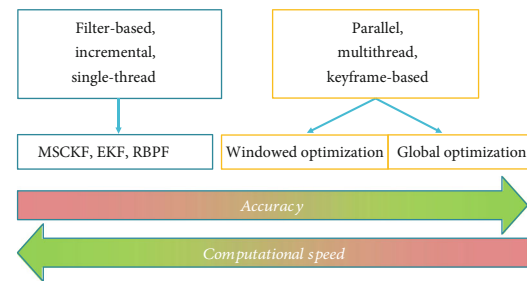 Filter-based,
incremental,
single-thread
Parallel,
multithread,
keyframe-based
MSCKF, EKF, RBPF
Windowed optimization
Global optimization
Accuracy
Computational speed